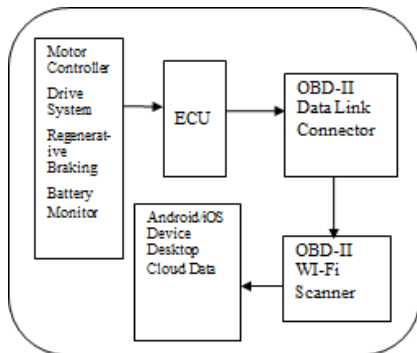 Motor
Controller
Drive
System
Regenerat-
ive
Braking
Battery
Monitor
ECU
OBD-II
Data Link
Connector
OBD-II
WI-Fi
Scanner
Android/iOS
Device
Desktop
Cloud Data